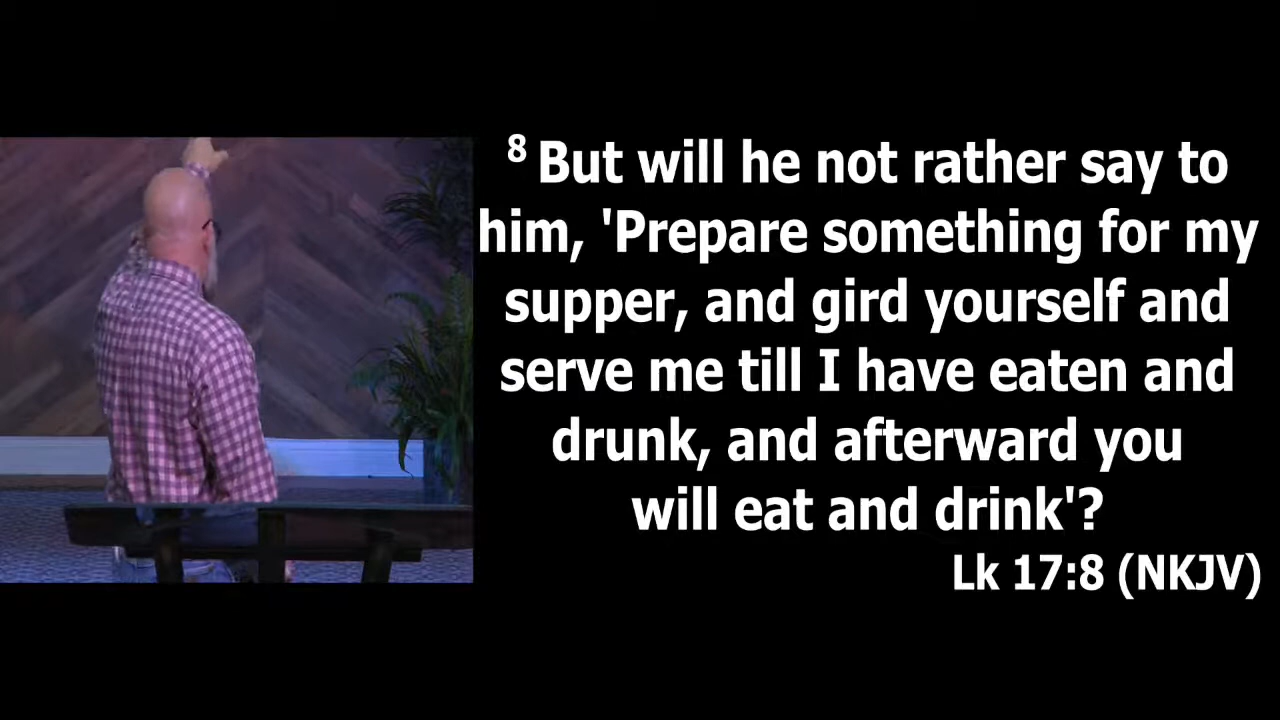 8 But will he not rather say to
him, 'Prepare something for my
supper, and gird yourself and
serve me till I have eaten and
drunk, and afterward you
will eat and drink'?
Lk 17:8 (NKJV)